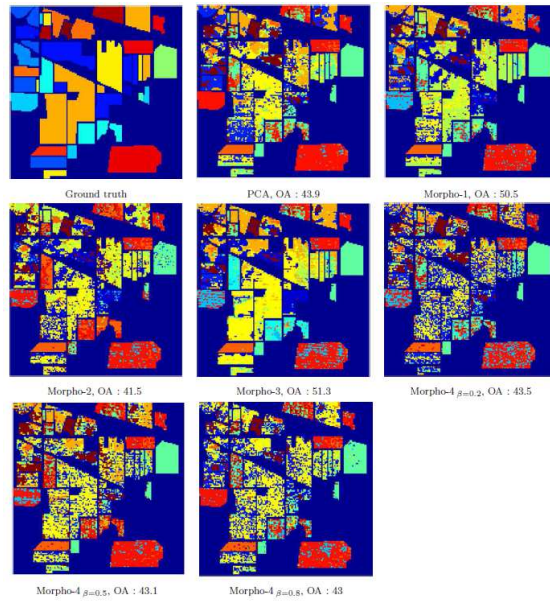 Ground truth
PCA, OA : 43.9
Morpho-1, OA : 50.5
Morpho-2, OA : 41.5
Morpho-3, OA : 51.3
Morpho-4 β=0.2, OA : 43.5
Morpho-4 β=0.5, OA : 43.1
Morpho-4 β=0.8, OA : 43